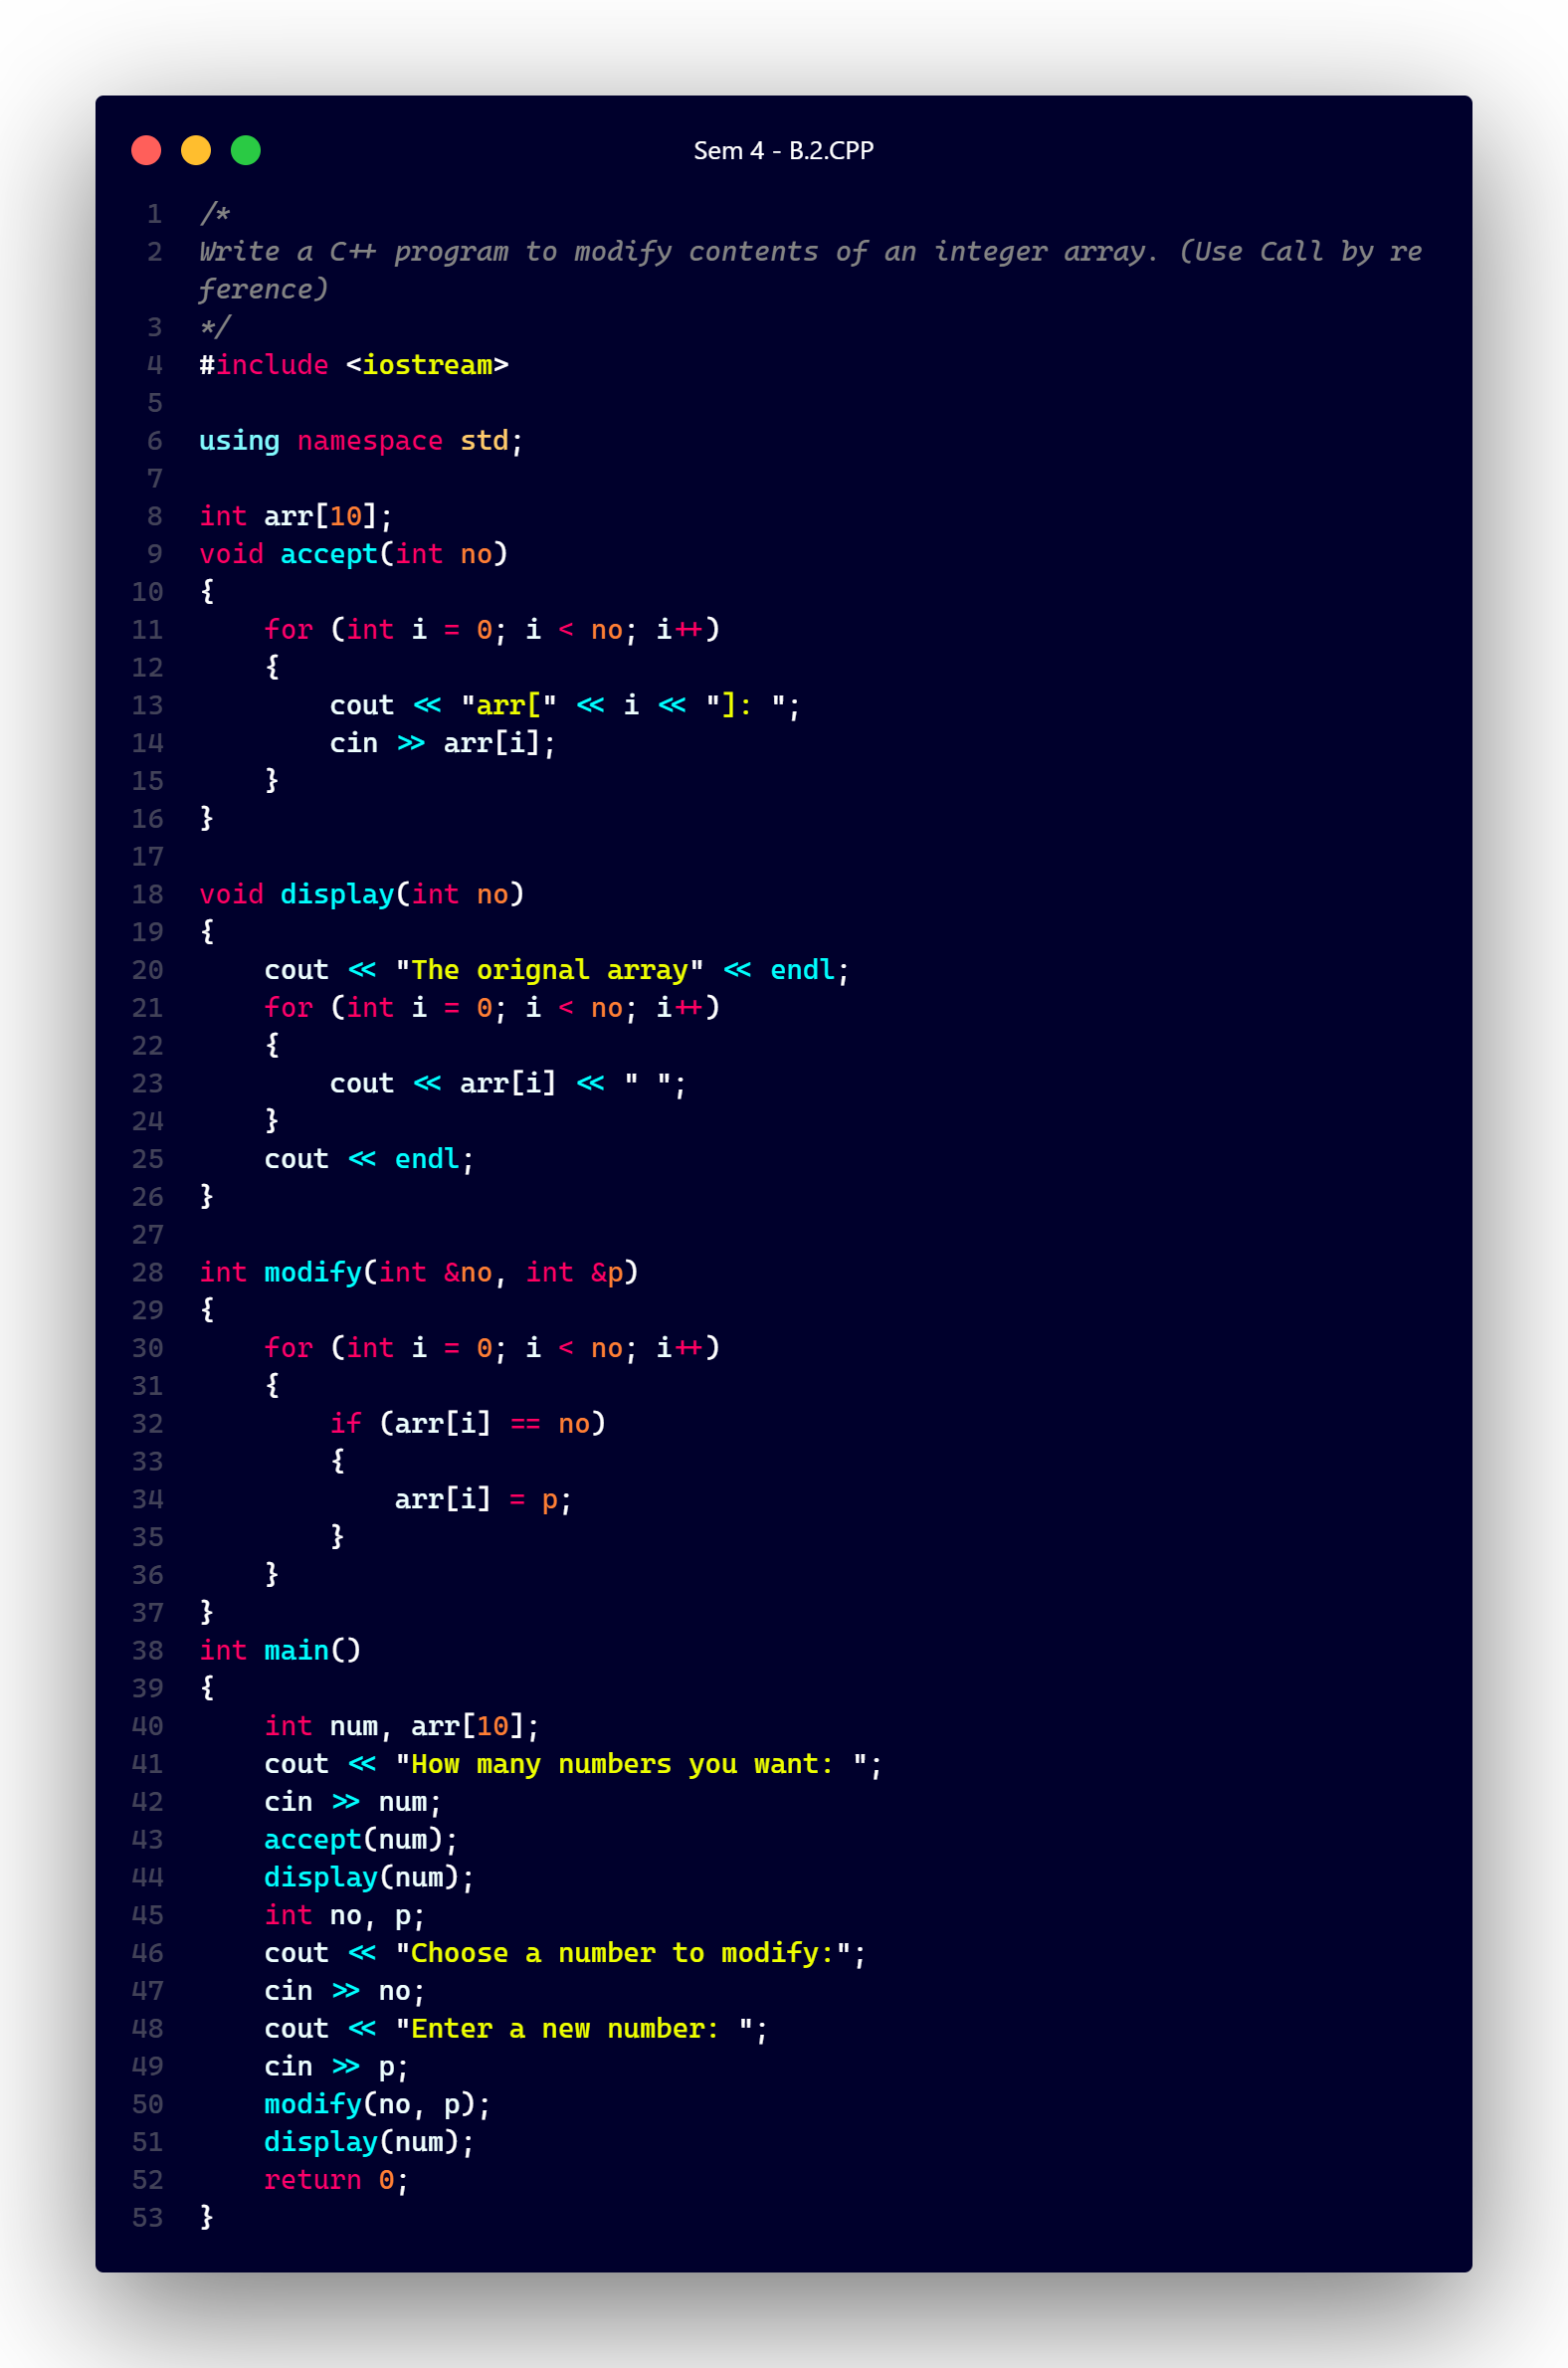 Sem 4 - B.2.CPP
1 /*
2 Write a C++ program to modify contents of an integer array. (Use Call by re
ference)
3 */
4 #include <iostream>
5
6 using namespace std;
7
8 int arr[10];
9 void accept(int no)
10 {
11     for (int i = 0; i < no; i++)
12     {
13         cout << "arr[" << i << "]: ";
14         cin >> arr[i];
15     }
16 }
17
18 void display(int no)
19 {
20     cout << "The orignal array" << endl;
21     for (int i = 0; i < no; i++)
22     {
23         cout << arr[i] << " ";
24     }
25     cout << endl;
26 }
27
28 int modify(int &no, int &p)
29 {
30     for (int i = 0; i < no; i++)
31     {
32         if (arr[i] == no)
33         {
34             arr[i] = p;
35         }
36     }
37 }
38 int main()
39 {
40     int num, arr[10];
41     cout << "How many numbers you want: ";
42     cin >> num;
43     accept(num);
44     display(num);
45     int no, p;
46     cout << "Choose a number to modify:";
47     cin >> no;
48     cout << "Enter a new number: ";
49     cin >> p;
50     modify(no, p);
51     display(num);
52     return 0;
53 }